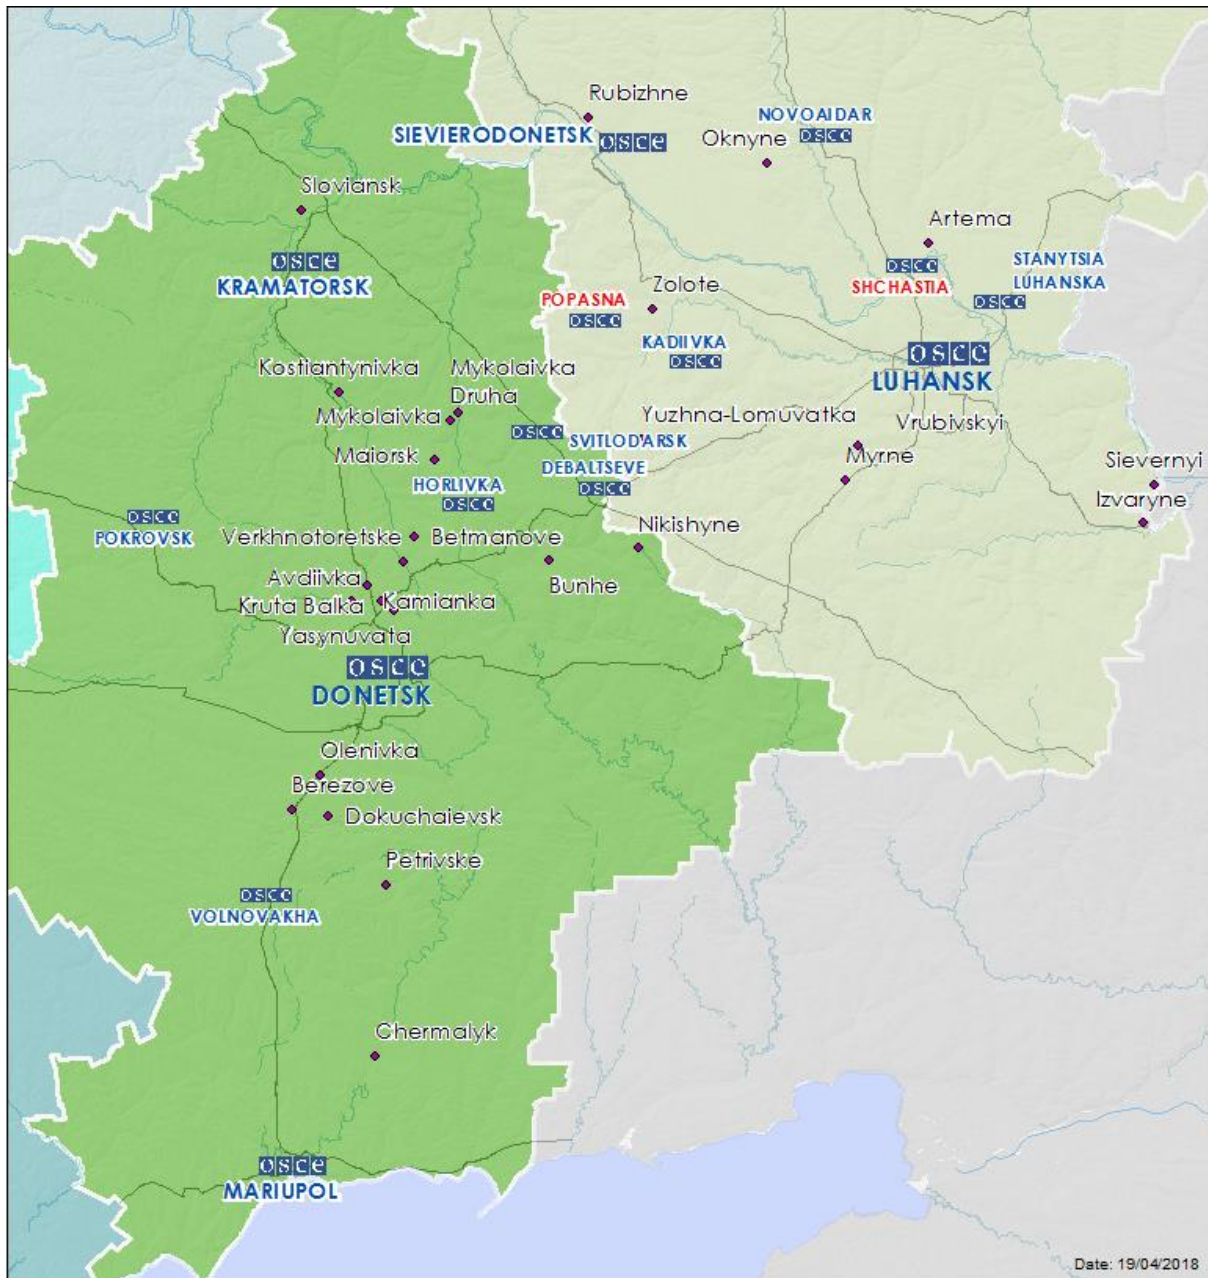 Rubizhne
NOVOAIDAR
osce
SIEVIERODONETSK
osce
Oknyne
Sloviansk
Artema
osce
KRAMATORSK
osce
SHCHASTIA
STANYTSIA
LUHANSKA
osce
Zolote
POPASNA
osce
KADIIVKA
osce
osce
LUHANSK
Kostiantynivka
Mykolaivka
Druha
Mykolaivka
Yuzhna-Lomuvatka
Vrubivskyi
osce
SVITLODARSK
Maiorsk
DEBALTSEVE
osce
Myrne
Sievernyi
HORLIVKA
osce
Izvaryne
osce
POKROVSK
Verkhnotoretske
Betmanove
Nikishyne
Avdiivka
Bunhe
Kruta Balka
Kamianka
Yasynuvata
osce
DONETSK
Olenivka
Berezove
Dokuchaievsk
Petrivske
osce
VOLNOVAKHA
Chermalyk
osce
MARIUPOL
Date: 19/04/2018